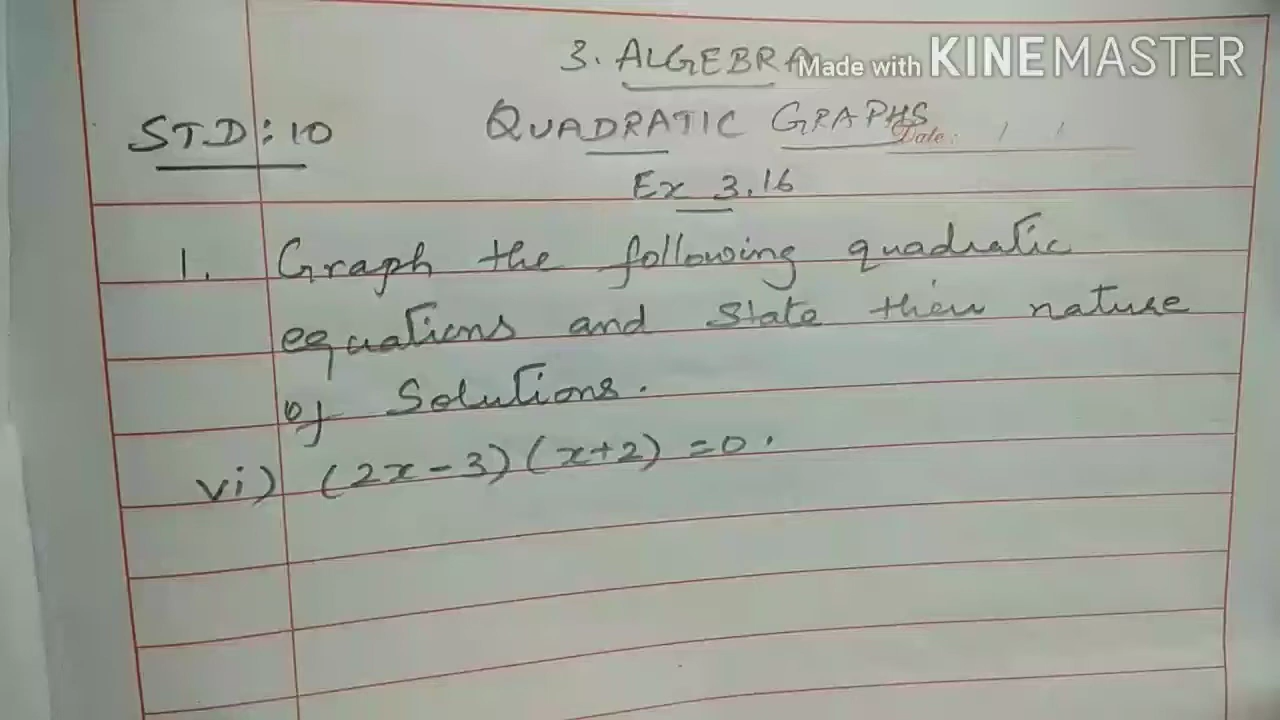 3. ALGEBRA
Made with KINEMASTER
STD: 10
QUADRATIC GRAPHS
Date: / /
Ex 3.16
1. Graph the following quadratic
equations and state their nature
of Solutions.
vi) (2x-3)(x+2) =0.